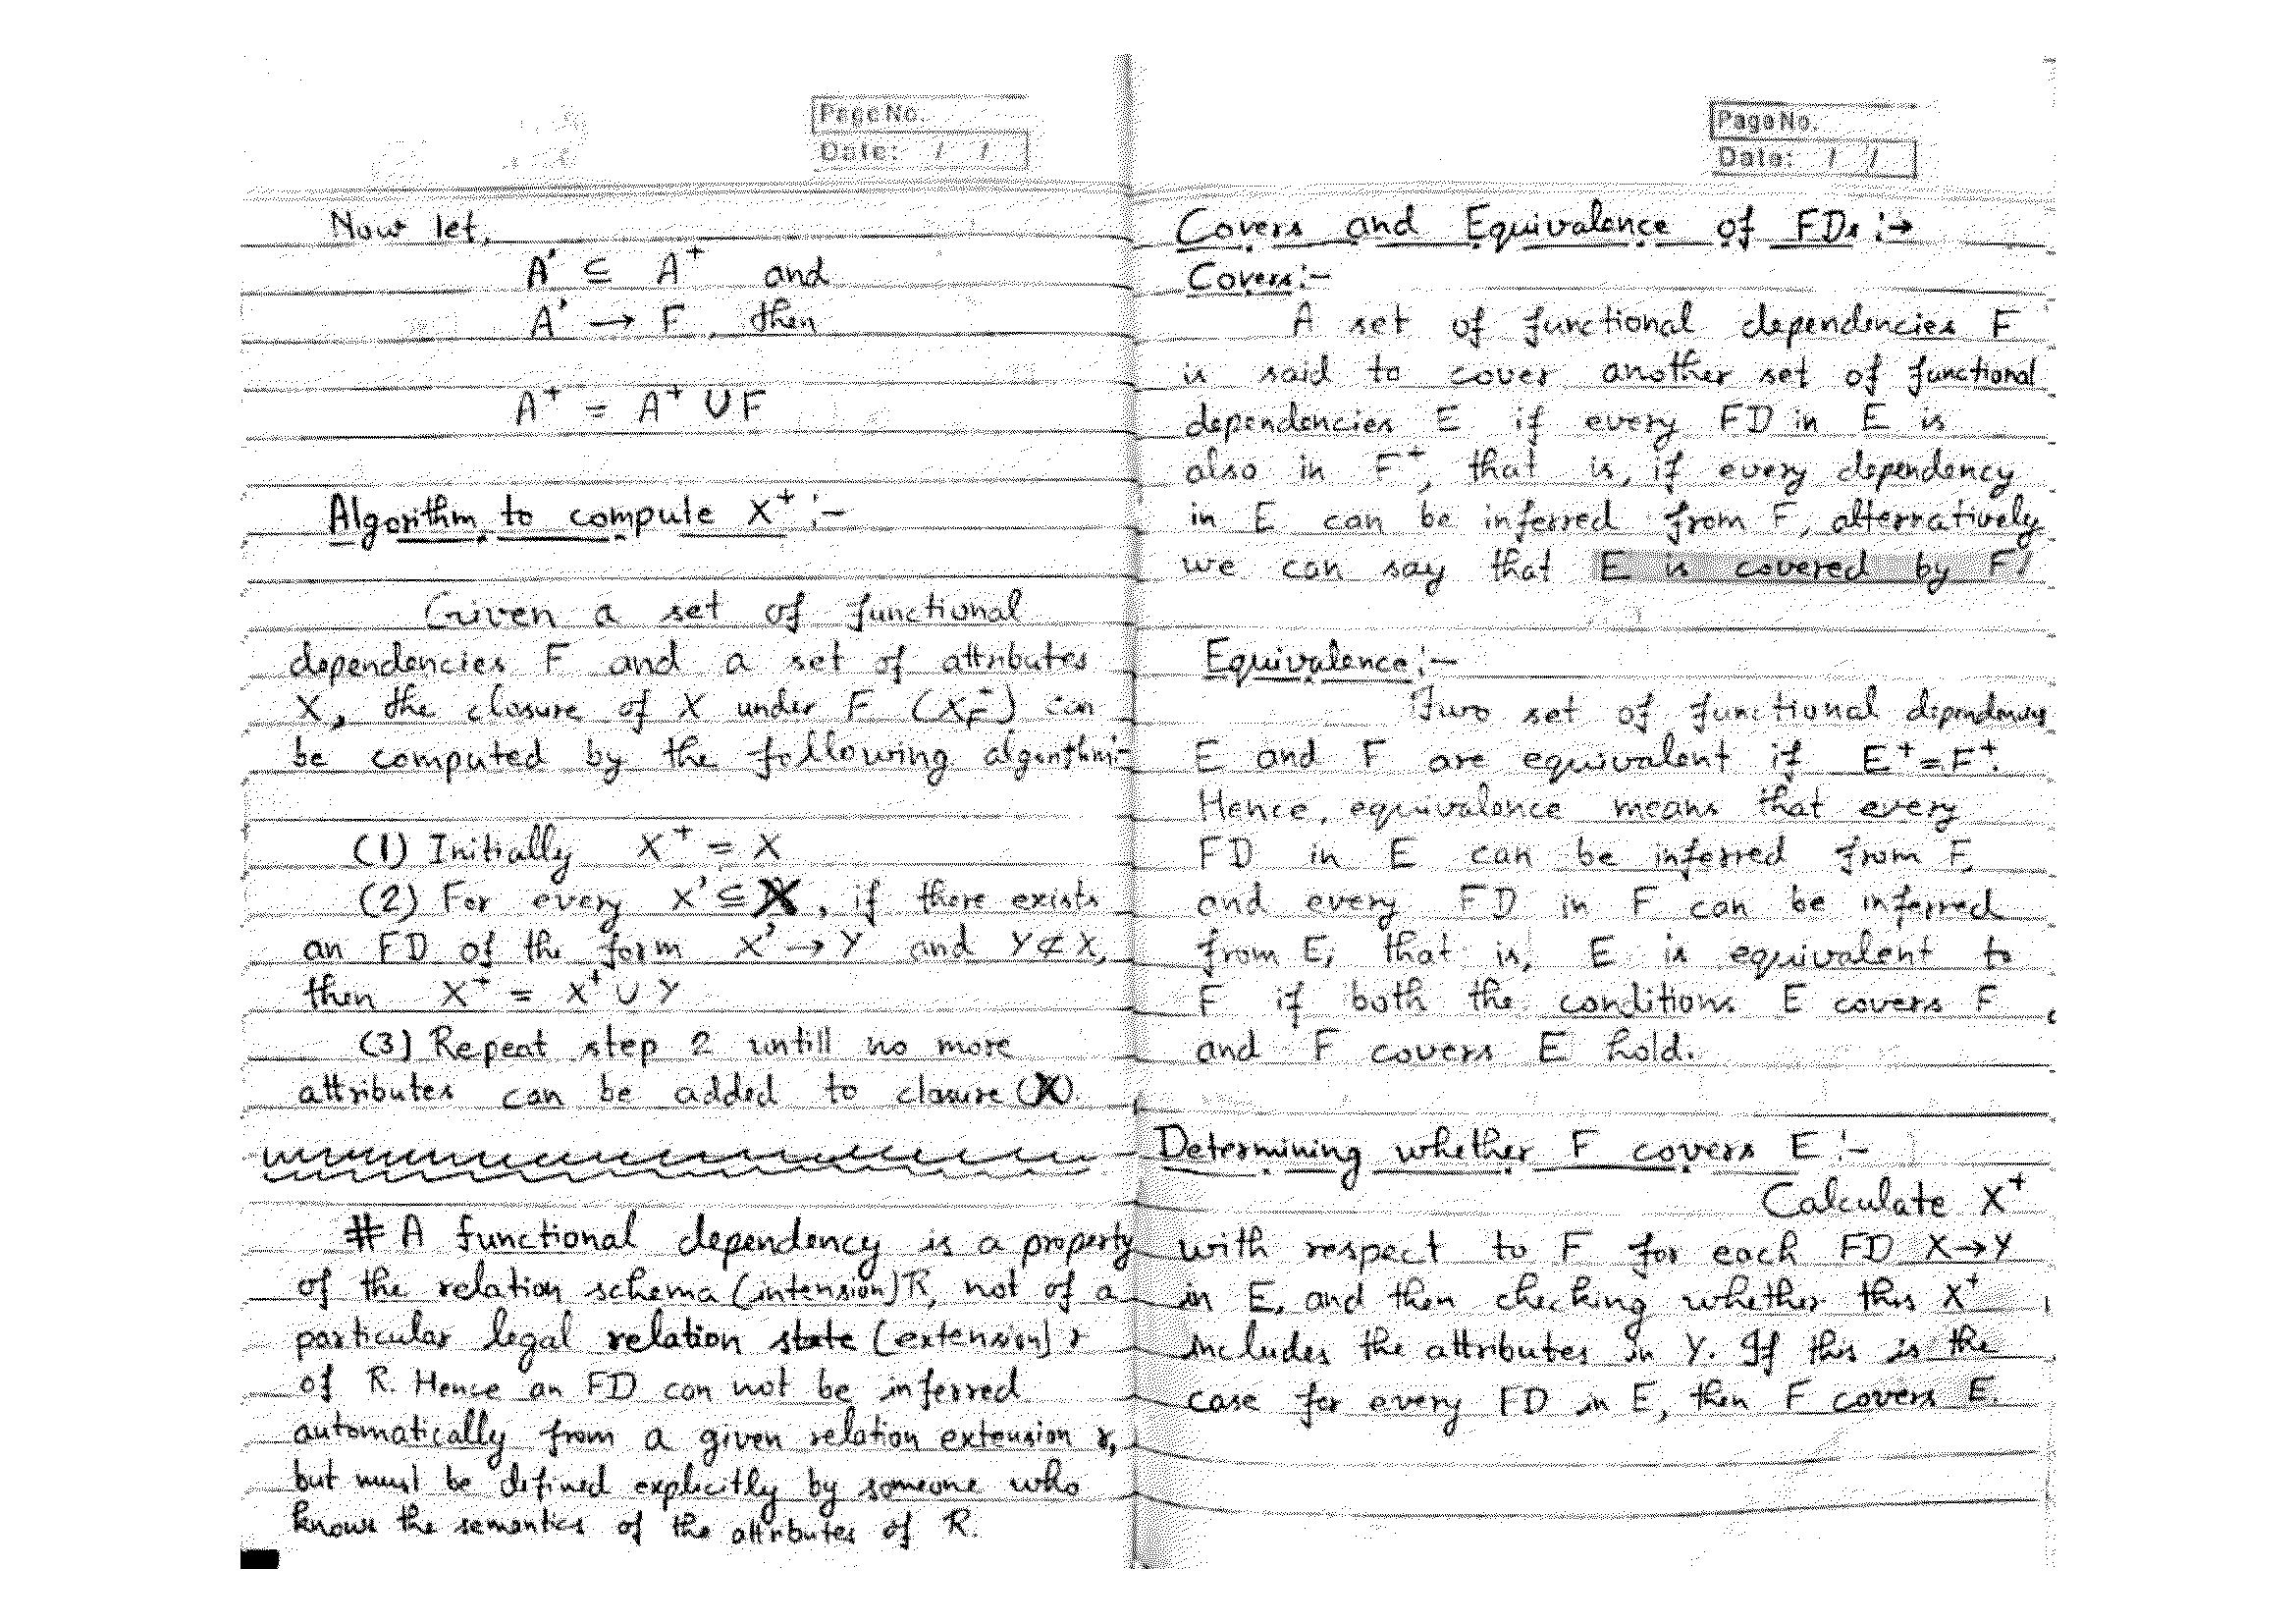 Page No.
Date: / /
Now let,
A' ⊆ A⁺ and
A' → F, then
A⁺ = A⁺ ∪ F
Algorithm to compute X⁺ :-
Given a set of functional
dependencies F and a set of attributes
X, the closure of X under F (X_F⁺) can
be computed by the following algorithm:-
(1) Initially X⁺ = X
(2) For every X' ⊆ X, if there exists
an FD of the form X' → Y and Y ⊄ X,
then X⁺ = X⁺ ∪ Y
(3) Repeat step 2 untill no more
attributes can be added to closure (X).
# A functional dependency is a property
of the relation schema (intension) R, not of a
particular legal relation state (extension) r
of R. Hence an FD can not be inferred
automatically from a given relation extension r,
but must be defined explicitly by someone who
knows the semantics of the attributes of R.
Page No.
Date: / /
Covers and Equivalence of FDs :→
Covers:-
A set of functional dependencies F
is said to cover another set of functional
dependencies E if every FD in E is
also in F⁺, that is, if every dependency
in E can be inferred from F, alternatively
we can say that E is covered by F/
Equivalence:-
Two set of functional dependencies
E and F are equivalent if E⁺ = F⁺.
Hence, equivalence means that every
FD in E can be inferred from F,
and every FD in F can be inferred
from E; that is, E is equivalent to
F if both the conditions E covers F
and F covers E hold.
Determining whether F covers E :-
Calculate X⁺
with respect to F for each FD X→Y
in E, and then checking whether this X⁺
includes the attributes in Y. If this is the
case for every FD in E, then F covers E.